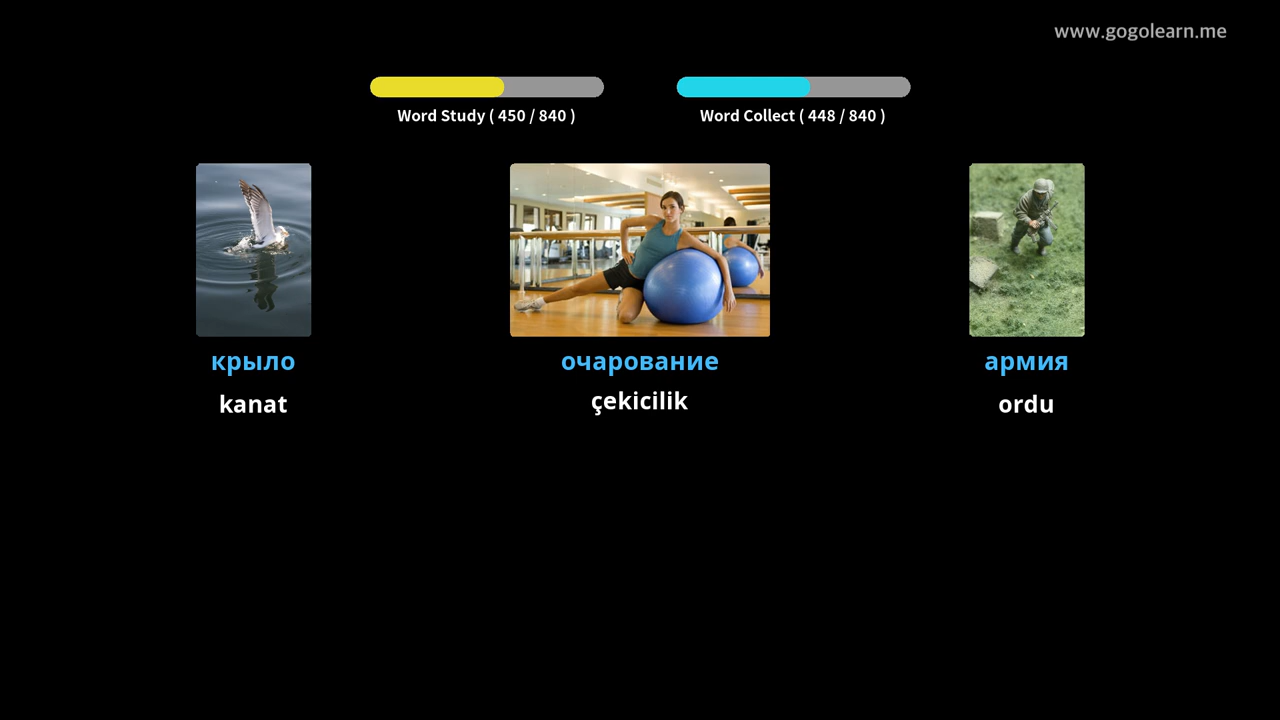 www.gogolearn.me
Word Study ( 450 / 840 )
Word Collect ( 448 / 840 )
крыло
очарование
армия
kanat
çekicilik
ordu